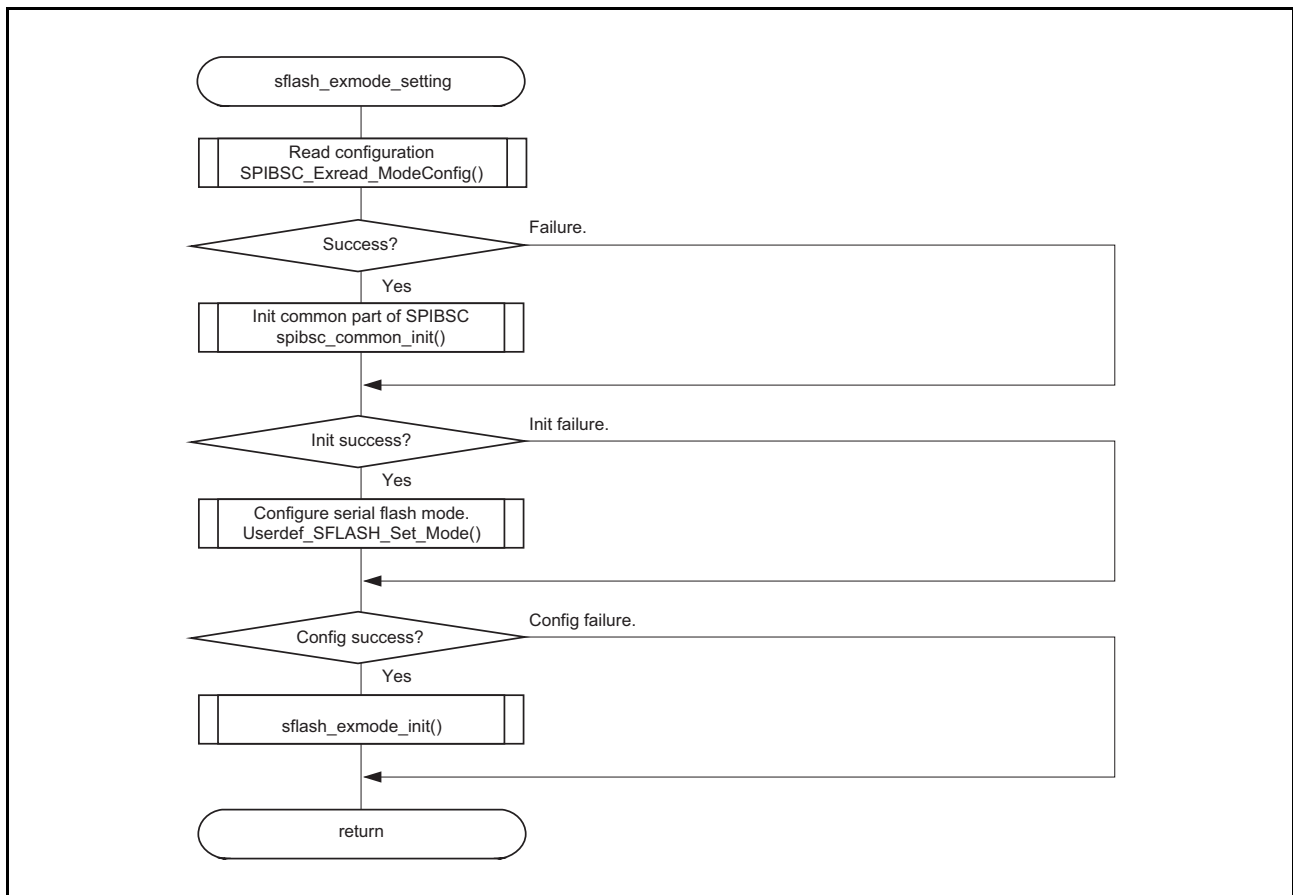 sflash_exmode_setting
Read configuration
SPIBSC_Exread_ModeConfig()
Failure.
Success?
Yes
Init common part of SPIBSC
spibsc_common_init()
Init failure.
Init success?
Yes
Configure serial flash mode.
Userdef_SFLASH_Set_Mode()
Config failure.
Config success?
Yes
sflash_exmode_init()
return